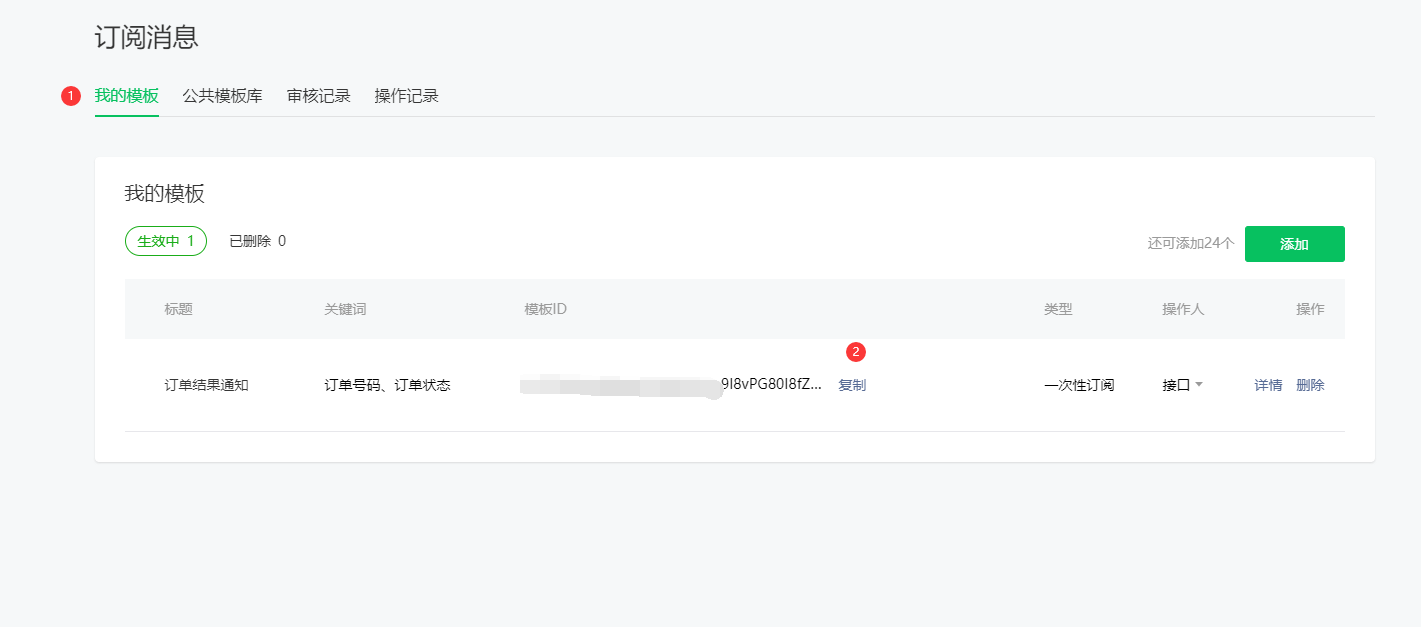 订阅消息
1 我的模板 公共模板库 审核记录 操作记录
我的模板
生效中 1 已删除 0 还可添加24个 添加
标题 关键词 模板ID 类型 操作人 操作
2
订单结果通知 订单号码、订单状态 9I8vPG80I8fZ... 复制 一次性订阅 接口 详情 删除